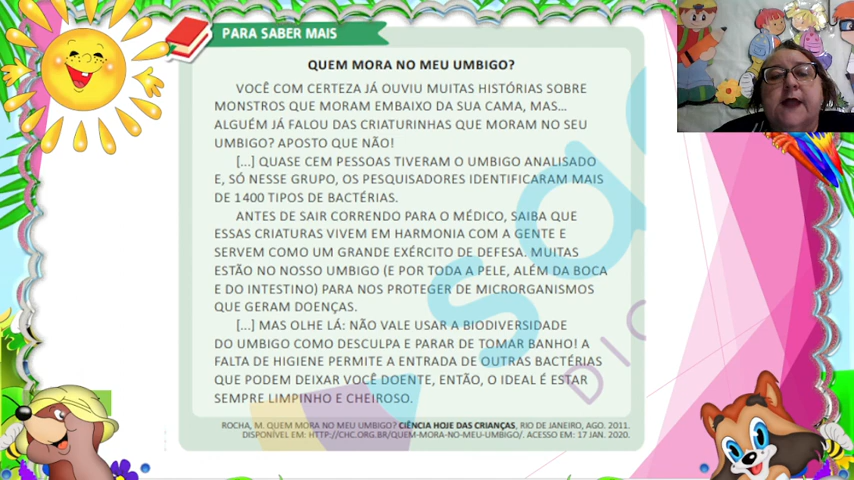 PARA SABER MAIS
QUEM MORA NO MEU UMBIGO?
VOCÊ COM CERTEZA JÁ OUVIU MUITAS HISTÓRIAS SOBRE
MONSTROS QUE MORAM EMBAIXO DA SUA CAMA, MAS...
ALGUÉM JÁ FALOU DAS CRIATURINHAS QUE MORAM NO SEU
UMBIGO? APOSTO QUE NÃO!
[...] QUASE CEM PESSOAS TIVERAM O UMBIGO ANALISADO
E, SÓ NESSE GRUPO, OS PESQUISADORES IDENTIFICARAM MAIS
DE 1400 TIPOS DE BACTÉRIAS.
ANTES DE SAIR CORRENDO PARA O MÉDICO, SAIBA QUE
ESSAS CRIATURAS VIVEM EM HARMONIA COM A GENTE E
SERVEM COMO UM GRANDE EXÉRCITO DE DEFESA. MUITAS
ESTÃO NO NOSSO UMBIGO (E POR TODA A PELE, ALÉM DA BOCA
E DO INTESTINO) PARA NOS PROTEGER DE MICRORGANISMOS
QUE GERAM DOENÇAS.
[...] MAS OLHE LÁ: NÃO VALE USAR A BIODIVERSIDADE
DO UMBIGO COMO DESCULPA E PARAR DE TOMAR BANHO! A
FALTA DE HIGIENE PERMITE A ENTRADA DE OUTRAS BACTÉRIAS
QUE PODEM DEIXAR VOCÊ DOENTE, ENTÃO, O IDEAL É ESTAR
SEMPRE LIMPINHO E CHEIROSO.
ROCHA, M. QUEM MORA NO MEU UMBIGO? CIÊNCIA HOJE DAS CRIANÇAS, RIO DE JANEIRO, AGO. 2011.
DISPONÍVEL EM: HTTP://CHC.ORG.BR/QUEM-MORA-NO-MEU-UMBIGO/. ACESSO EM: 17 JAN. 2020.